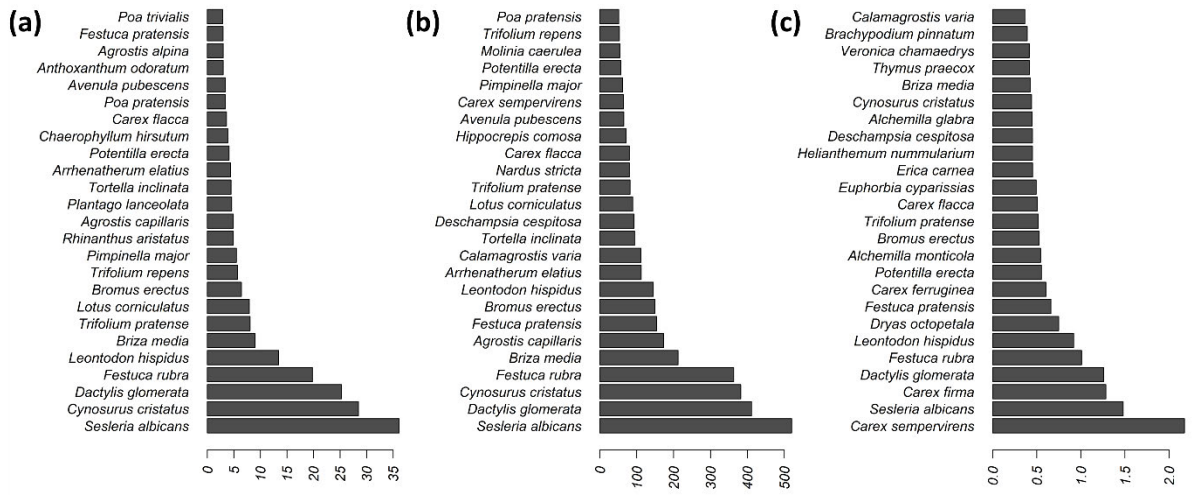 (a)
Poa trivialis
Festuca pratensis
Agrostis alpina
Anthoxanthum odoratum
Avenula pubescens
Poa pratensis
Carex flacca
Chaerophyllum hirsutum
Potentilla erecta
Arrhenatherum elatius
Tortella inclinata
Plantago lanceolata
Agrostis capillaris
Rhinanthus aristatus
Pimpinella major
Trifolium repens
Bromus erectus
Lotus corniculatus
Trifolium pratense
Briza media
Leontodon hispidus
Festuca rubra
Dactylis glomerata
Cynosurus cristatus
Sesleria albicans
0 5 10 15 20 25 30 35
(b)
Poa pratensis
Trifolium repens
Molinia caerulea
Potentilla erecta
Pimpinella major
Carex sempervirens
Avenula pubescens
Hippocrepis comosa
Carex flacca
Nardus stricta
Trifolium pratense
Lotus corniculatus
Deschampsia cespitosa
Tortella inclinata
Calamagrostis varia
Arrhenatherum elatius
Leontodon hispidus
Bromus erectus
Festuca pratensis
Agrostis capillaris
Briza media
Festuca rubra
Cynosurus cristatus
Dactylis glomerata
Sesleria albicans
0 100 200 300 400 500
(c)
Calamagrostis varia
Brachypodium pinnatum
Veronica chamaedrys
Thymus praecox
Briza media
Cynosurus cristatus
Alchemilla glabra
Deschampsia cespitosa
Helianthemum nummularium
Erica carnea
Euphorbia cyparissias
Carex flacca
Trifolium pratense
Bromus erectus
Alchemilla monticola
Potentilla erecta
Carex ferruginea
Festuca pratensis
Dryas octopetala
Leontodon hispidus
Festuca rubra
Dactylis glomerata
Carex firma
Sesleria albicans
Carex sempervirens
0.0 0.5 1.0 1.5 2.0